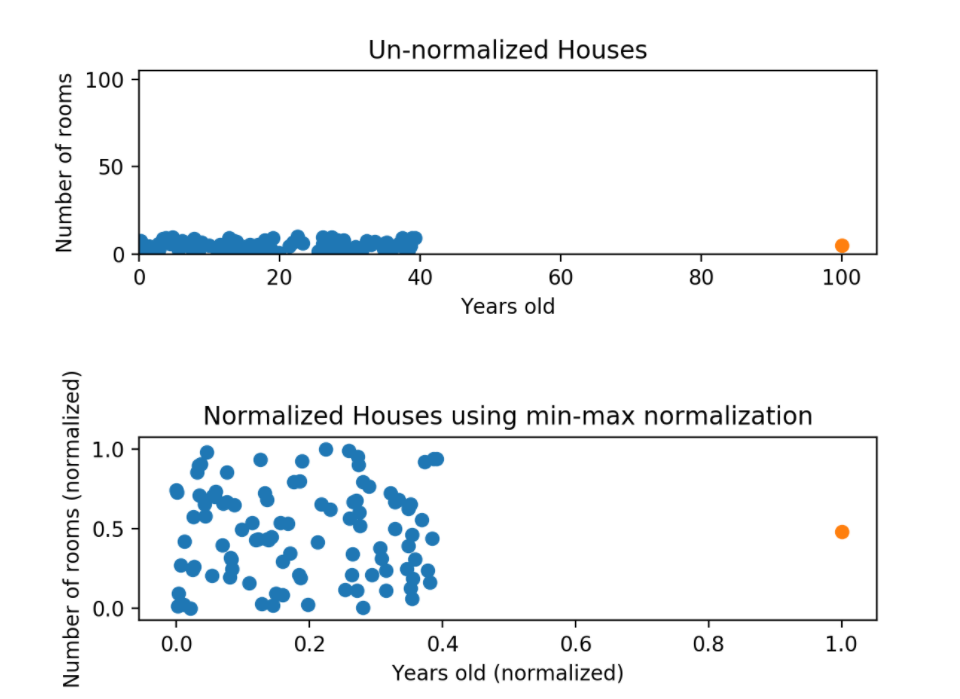 Un-normalized Houses
Number of rooms
100
50
0
0 20 40 60 80 100
Years old
Normalized Houses using min-max normalization
Number of rooms (normalized)
1.0
0.5
0.0
0.0 0.2 0.4 0.6 0.8 1.0
Years old (normalized)